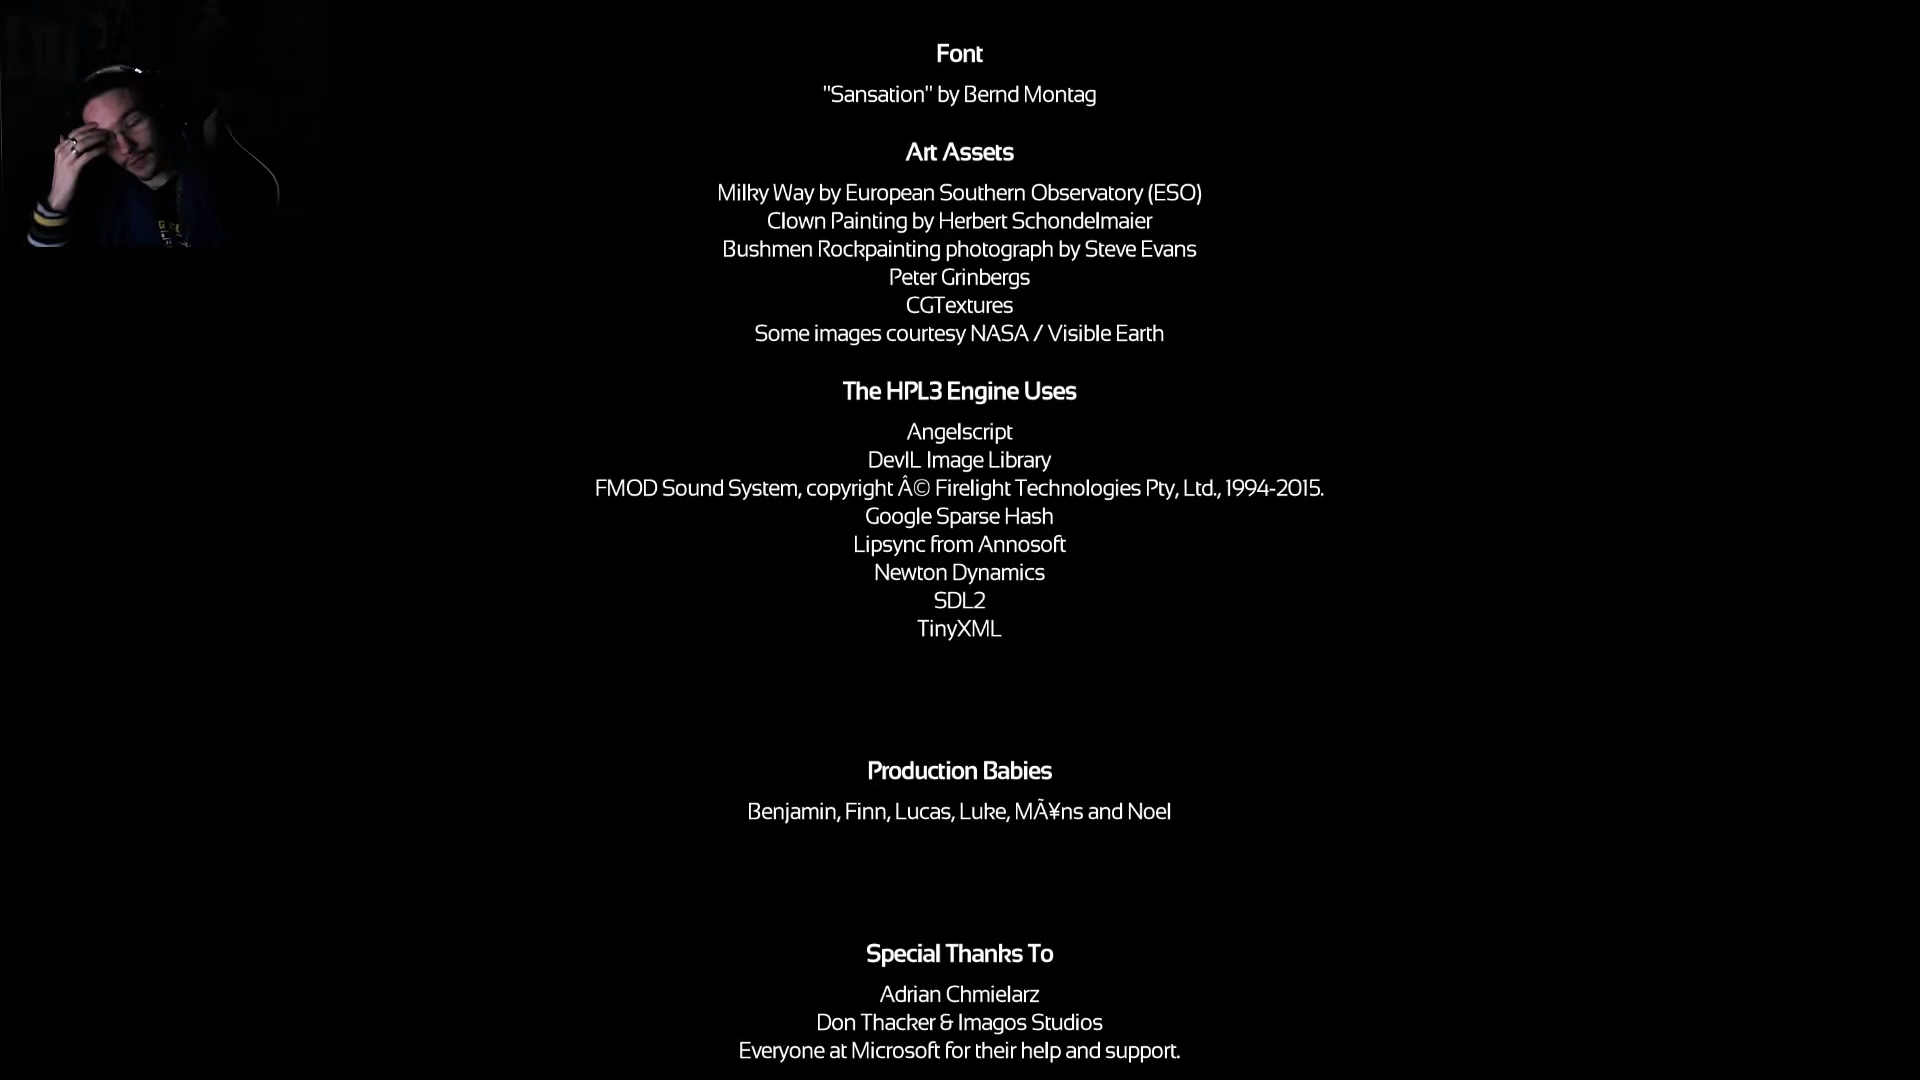 Font
"Sansation" by Bernd Montag
Art Assets
Milky Way by European Southern Observatory (ESO)
Clown Painting by Herbert Schondelmaier
Bushmen Rockpainting photograph by Steve Evans
Peter Grinbergs
CGTextures
Some images courtesy NASA / Visible Earth
The HPL3 Engine Uses
Angelscript
DevIL Image Library
FMOD Sound System, copyright Â© Firelight Technologies Pty, Ltd., 1994-2015.
Google Sparse Hash
Lipsync from Annosoft
Newton Dynamics
SDL2
TinyXML
Production Babies
Benjamin, Finn, Lucas, Luke, MÃ¥ns and Noel
Special Thanks To
Adrian Chmielarz
Don Thacker & Imagos Studios
Everyone at Microsoft for their help and support.